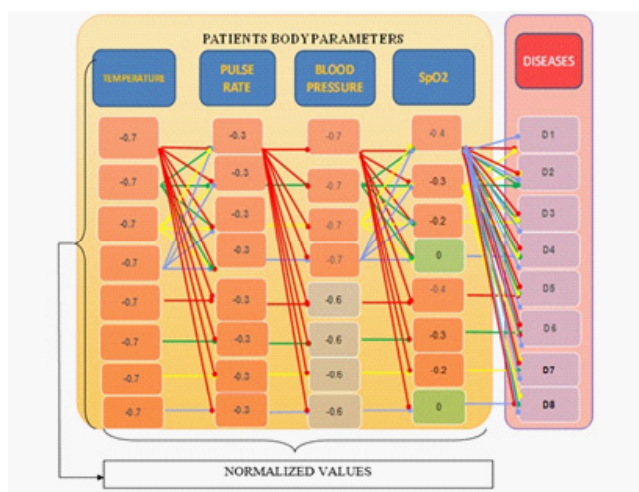 PATIENTS BODY PARAMETERS
TEMPERATURE
PULSE
RATE
BLOOD
PRESSURE
SpO2
DISEASES
-0.7 -0.3 -0.7 -0.4 D1
-0.7 -0.3 -0.7 -0.3 D2
-0.7 -0.3 -0.7 -0.2 D3
-0.7 -0.3 -0.7 0 D4
-0.7 -0.3 -0.6 -0.4 D5
-0.7 -0.3 -0.6 -0.3 D6
-0.7 -0.3 -0.6 -0.2 D7
-0.7 -0.3 -0.6 0 D8
NORMALIZED VALUES